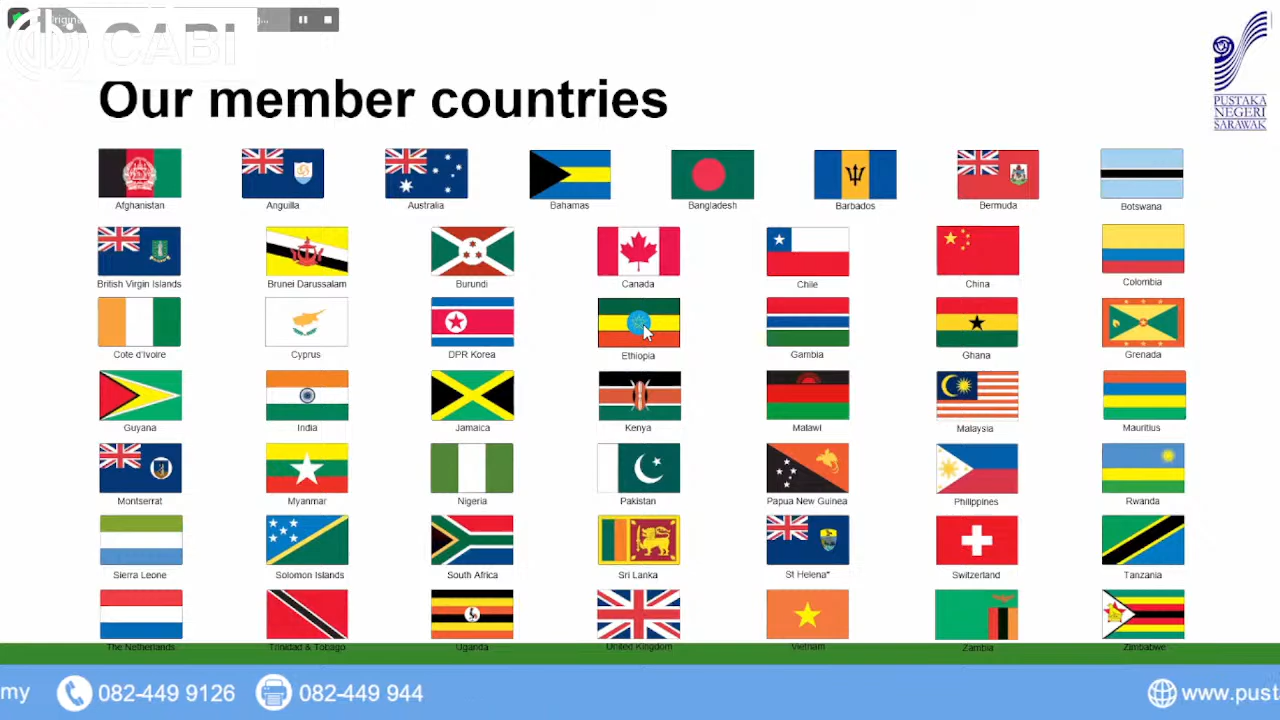 CABI
Our member countries
PUSTAKA
NEGERI
SARAWAK
Afghanistan Anguilla Australia Bahamas Bangladesh Barbados Bermuda Botswana
British Virgin Islands Brunei Darussalam Burundi Canada Chile China Colombia
Cote d'Ivoire Cyprus DPR Korea Ethiopia Gambia Ghana Grenada
Guyana India Jamaica Kenya Malawi Malaysia Mauritius
Montserrat Myanmar Nigeria Pakistan Papua New Guinea Philippines Rwanda
Sierra Leone Solomon Islands South Africa Sri Lanka St Helena* Switzerland Tanzania
The Netherlands Trinidad & Tobago Uganda United Kingdom Vietnam Zambia Zimbabwe
my 082-449 9126 082-449 944 www.pust